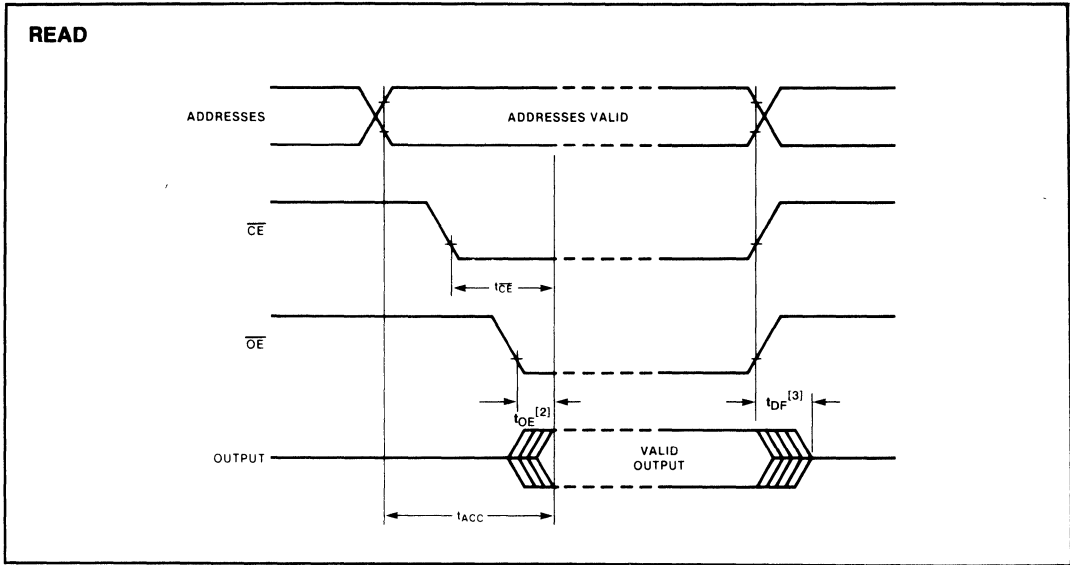 READ
ADDRESSES
ADDRESSES VALID
CE
tCE
OE
tOE[2]
tDF[3]
OUTPUT
VALID
OUTPUT
tACC